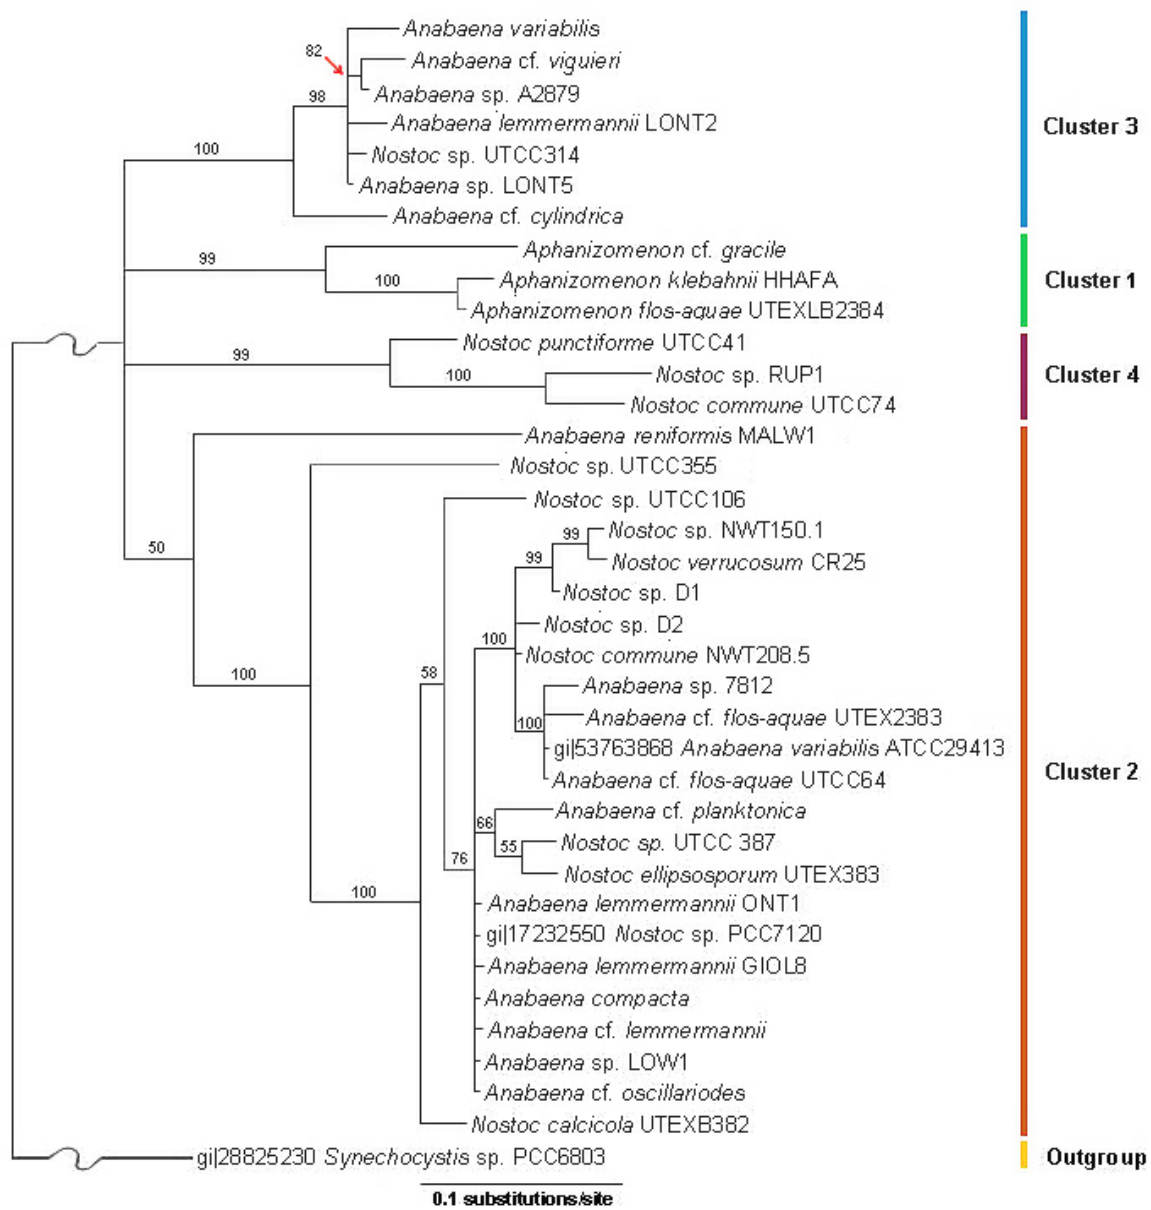 Anabaena variabilis
82
Anabaena cf. viguieri
Anabaena sp. A2879
98
Anabaena lemmermannii LONT2
Cluster 3
100
Nostoc sp. UTCC314
Anabaena sp. LONT5
Anabaena cf. cylindrica
Aphanizomenon cf. gracile
99
100
Aphanizomenon klebahnii HHAFA
Cluster 1
Aphanizomenon flos-aquae UTEXLB2384
Nostoc punctiforme UTCC41
99
100
Nostoc sp. RUP1
Cluster 4
Nostoc commune UTCC74
Anabaena reniformis MALW1
Nostoc sp. UTCC355
Nostoc sp. UTCC106
99
Nostoc sp. NWT150.1
50
99
Nostoc verrucosum CR25
Nostoc sp. D1
Nostoc sp. D2
100
Nostoc commune NWT208.5
100
58
Anabaena sp. 7812
100
Anabaena cf. flos-aquae UTEX2383
gi|53763868 Anabaena variabilis ATCC29413
Cluster 2
Anabaena cf. flos-aquae UTCC64
Anabaena cf. planktonica
66
Nostoc sp. UTCC 387
76
55
Nostoc ellipsosporum UTEX383
100
Anabaena lemmermannii ONT1
gi|17232550 Nostoc sp. PCC7120
Anabaena lemmermannii GIOL8
Anabaena compacta
Anabaena cf. lemmermannii
Anabaena sp. LOW1
Anabaena cf. oscillariodes
Nostoc calcicola UTEXB382
gi|28825230 Synechocystis sp. PCC6803
Outgroup
0.1 substitutions/site